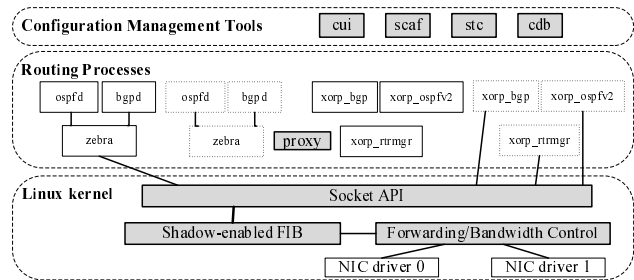 Configuration Management Tools cui scaf stc cdb
Routing Processes
ospfd bgpd ospfd bgpd xorp_bgp xorp_ospfv2 xorp_bgp xorp_ospfv2
zebra zebra proxy xorp_rtrmgr xorp_rtrmgr
Linux kernel
Socket API
Shadow-enabled FIB Forwarding/Bandwidth Control
NIC driver 0 NIC driver 1